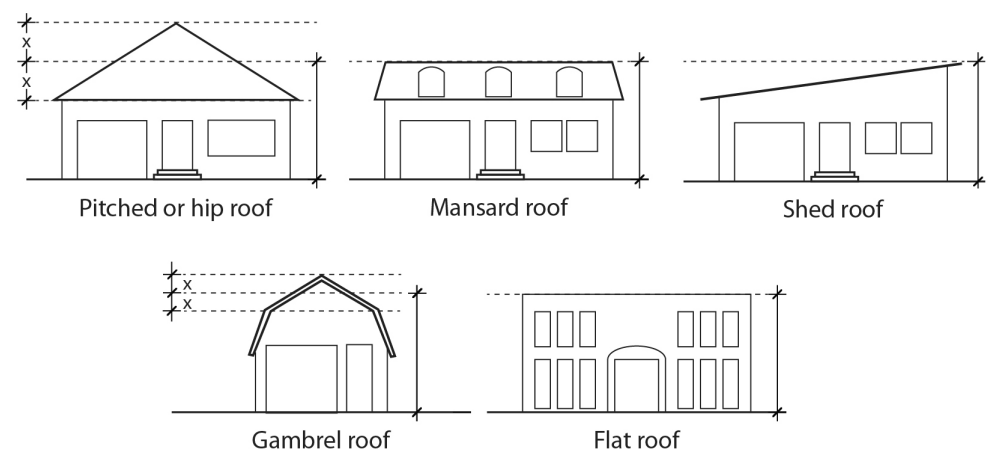 x
x
Pitched or hip roof
Mansard roof
Shed roof
x
x
Gambrel roof
Flat roof